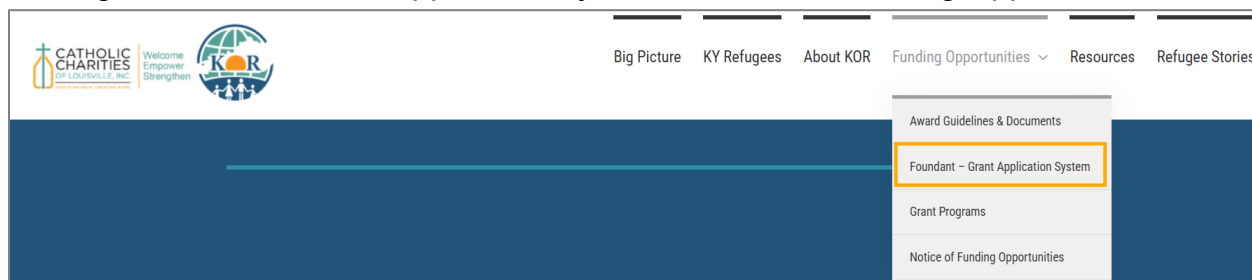 CATHOLIC
CHARITIES
OF LOUISVILLE, INC.
Welcome
Empower
Strengthen
KOR
Big Picture KY Refugees About KOR Funding Opportunities Resources Refugee Stories
Award Guidelines & Documents
Foundant – Grant Application System
Grant Programs
Notice of Funding Opportunities